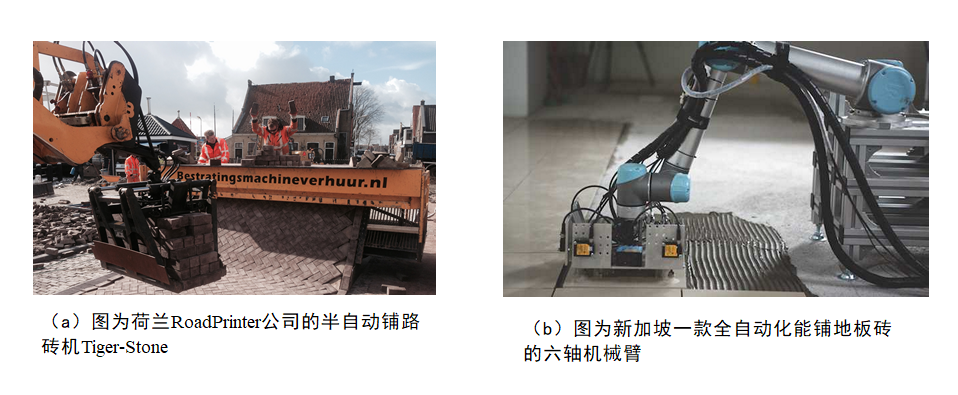 Bestratingsmachineverhuur.nl
（a）图为荷兰RoadPrinter公司的半自动铺路
砖机Tiger-Stone
（b）图为新加坡一款全自动化能铺地板砖
的六轴机械臂